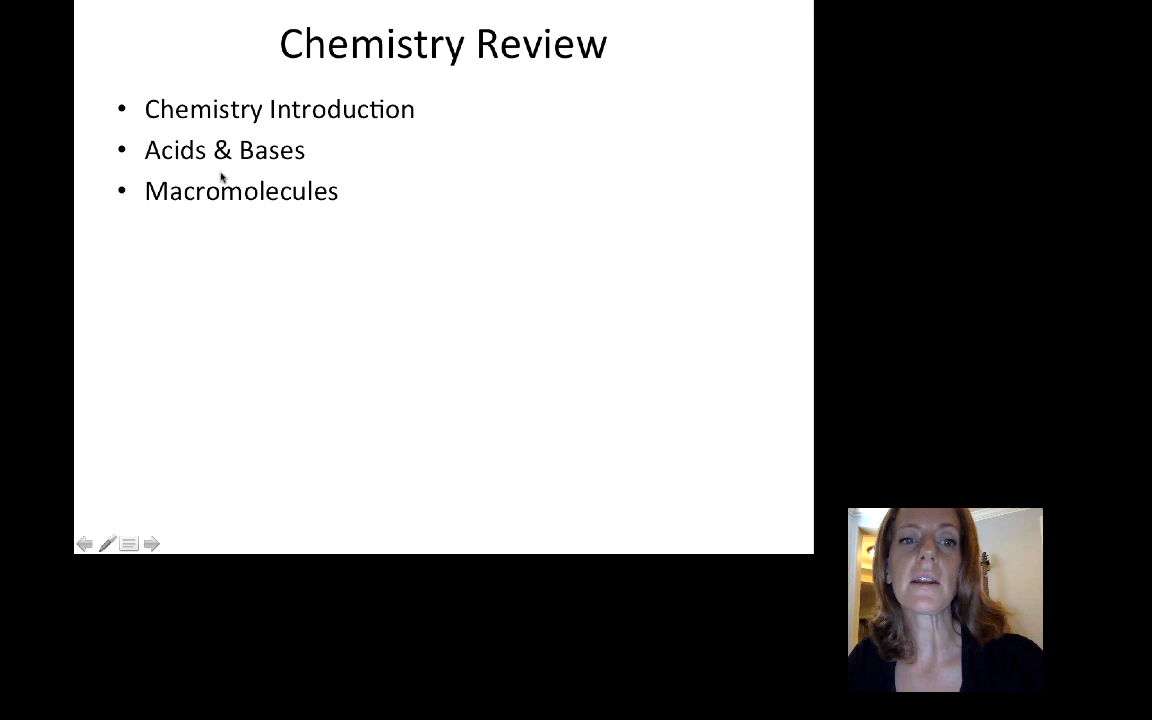 Chemistry Review
• Chemistry Introduction
• Acids & Bases
• Macromolecules